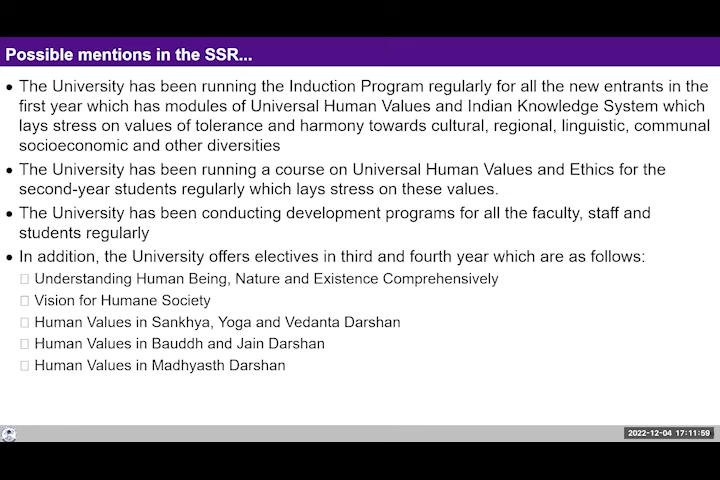 Possible mentions in the SSR...
• The University has been running the Induction Program regularly for all the new entrants in the
first year which has modules of Universal Human Values and Indian Knowledge System which
lays stress on values of tolerance and harmony towards cultural, regional, linguistic, communal
socioeconomic and other diversities
• The University has been running a course on Universal Human Values and Ethics for the
second-year students regularly which lays stress on these values.
• The University has been conducting development programs for all the faculty, staff and
students regularly
• In addition, the University offers electives in third and fourth year which are as follows:
Understanding Human Being, Nature and Existence Comprehensively
Vision for Humane Society
Human Values in Sankhya, Yoga and Vedanta Darshan
Human Values in Bauddh and Jain Darshan
Human Values in Madhyasth Darshan
2022-12-04 17:11:59